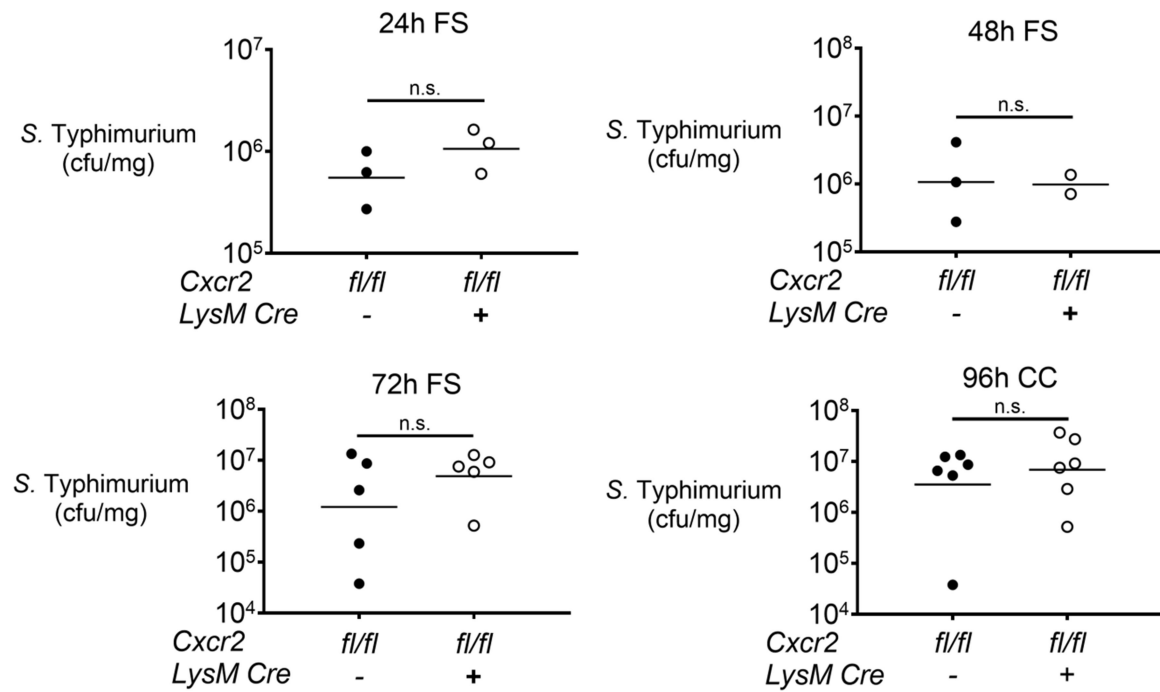 24h FS
10⁷
n.s.
S. Typhimurium
(cfu/mg)
10⁶
10⁵
Cxcr2 fl/fl fl/fl
LysM Cre - +
48h FS
10⁸
10⁷
n.s.
S. Typhimurium
(cfu/mg)
10⁶
10⁵
Cxcr2 fl/fl fl/fl
LysM Cre - +
72h FS
10⁸
n.s.
10⁷
S. Typhimurium
(cfu/mg)
10⁶
10⁵
10⁴
Cxcr2 fl/fl fl/fl
LysM Cre - +
96h CC
10⁸
n.s.
10⁷
S. Typhimurium
(cfu/mg)
10⁶
10⁵
10⁴
Cxcr2 fl/fl fl/fl
LysM Cre - +